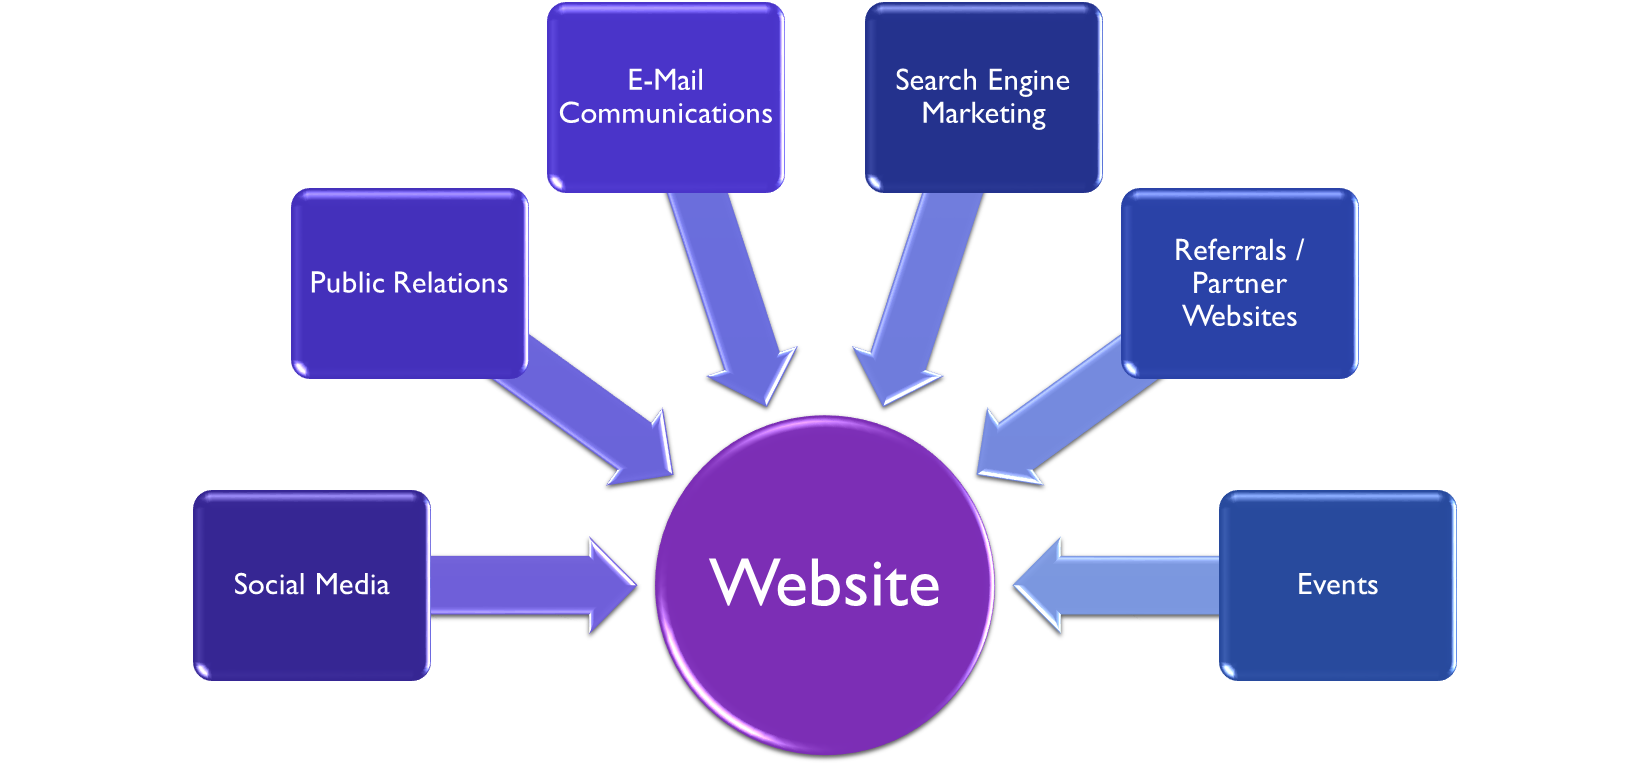 E-Mail
Communications
Search Engine
Marketing
Public Relations
Referrals /
Partner
Websites
Social Media
Website
Events